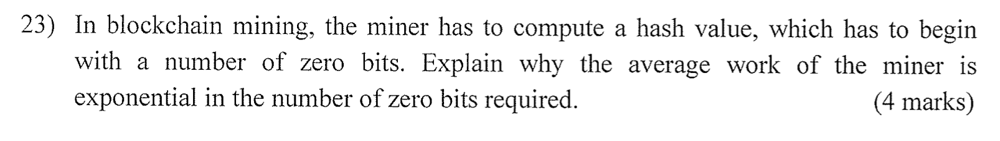 23) In blockchain mining, the miner has to compute a hash value, which has to begin
with a number of zero bits. Explain why the average work of the miner is
exponential in the number of zero bits required. (4 marks)